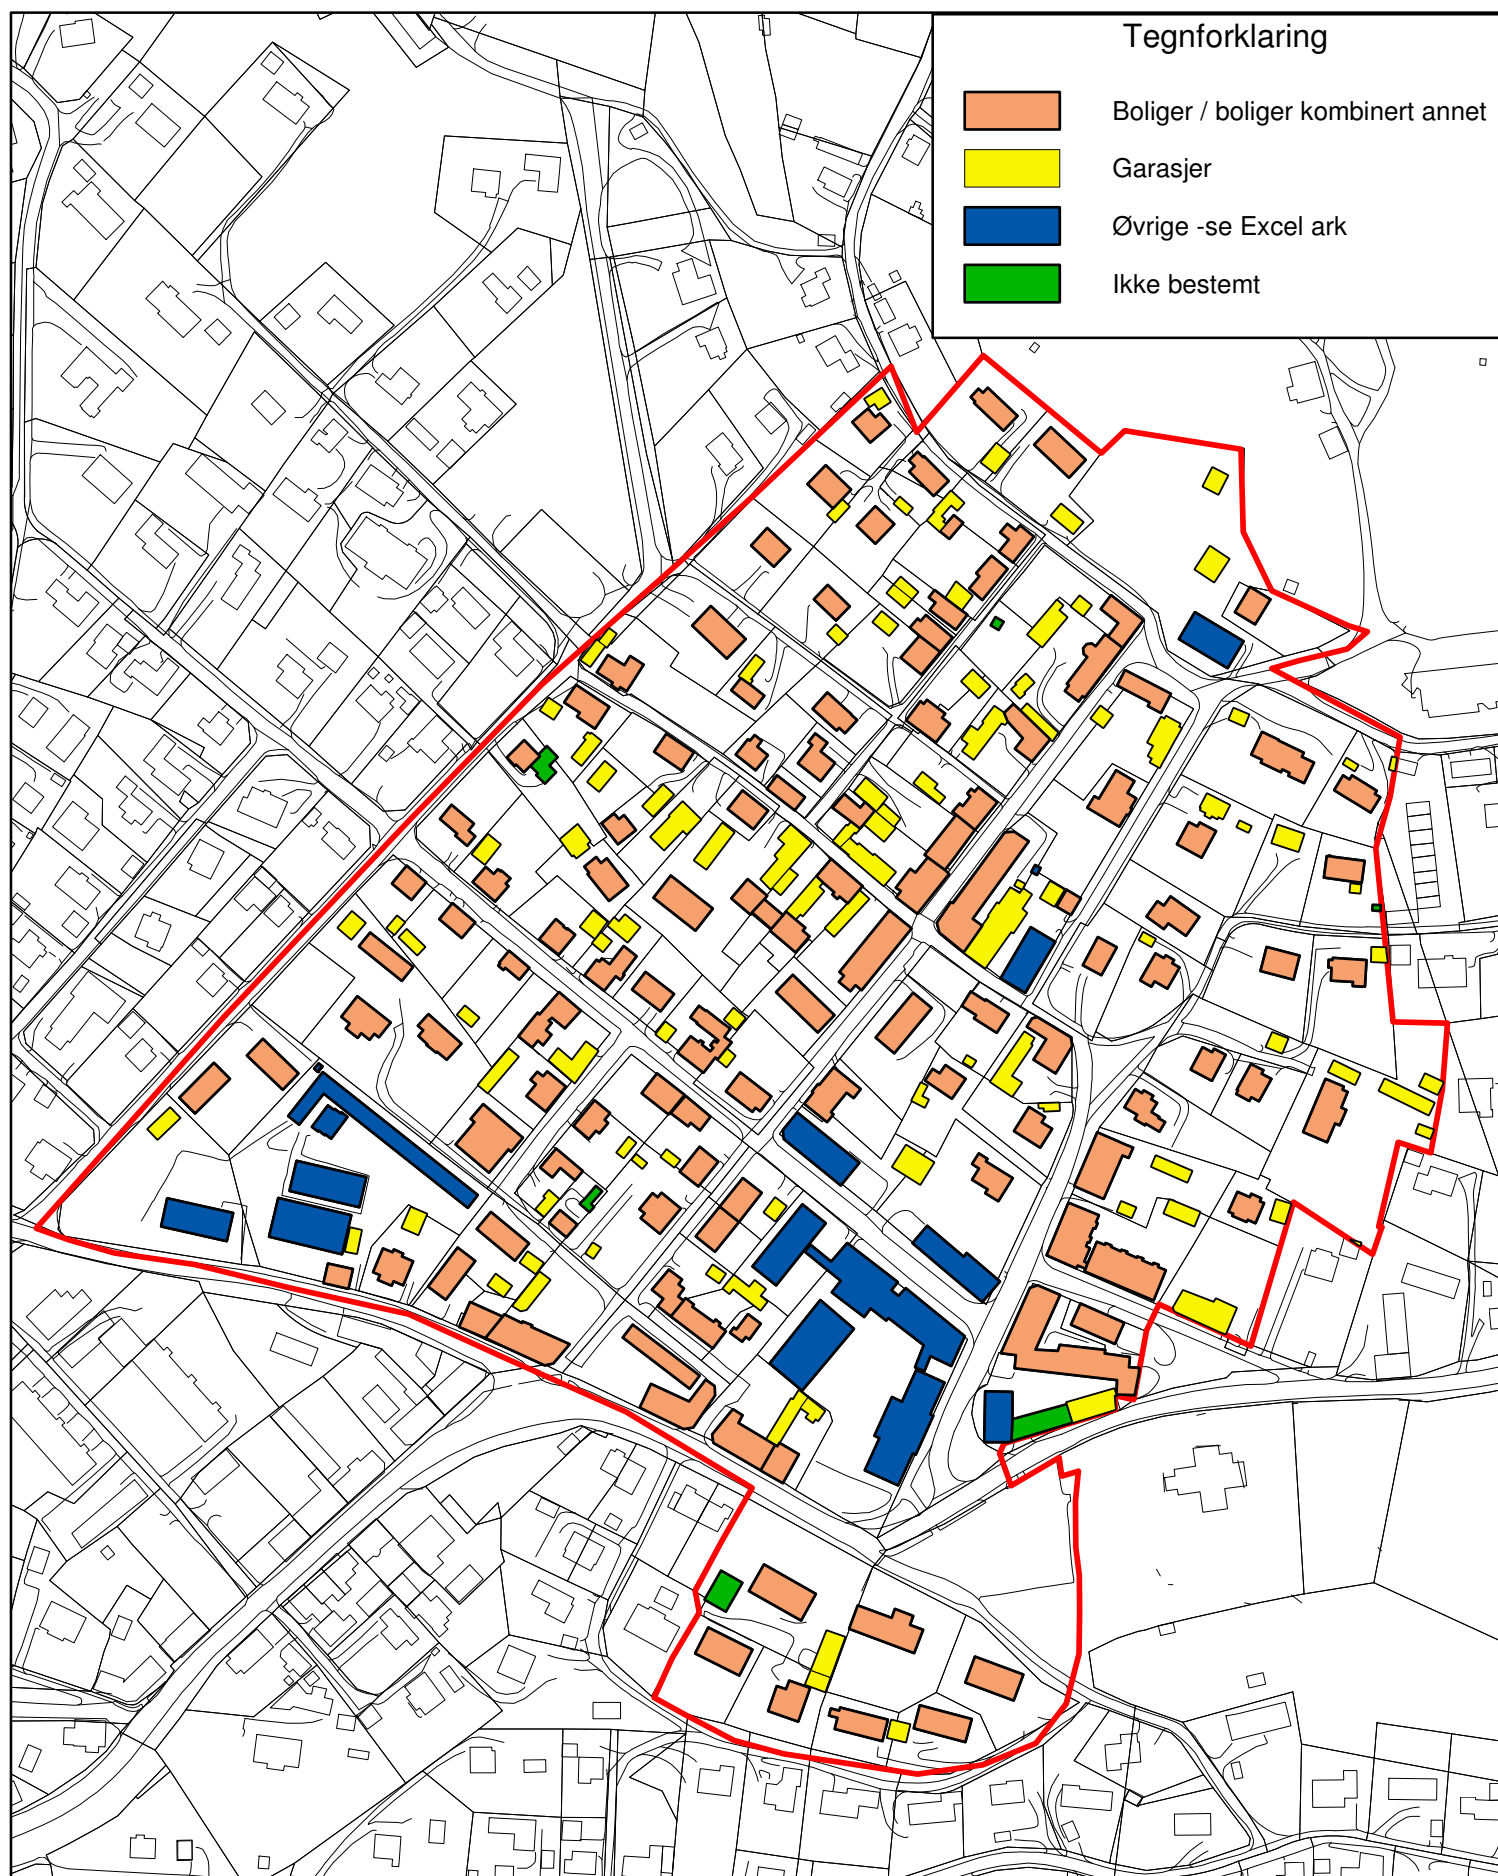 Tegnforklaring
Boliger / boliger kombinert annet
Garasjer
Øvrige -se Excel ark
Ikke bestemt